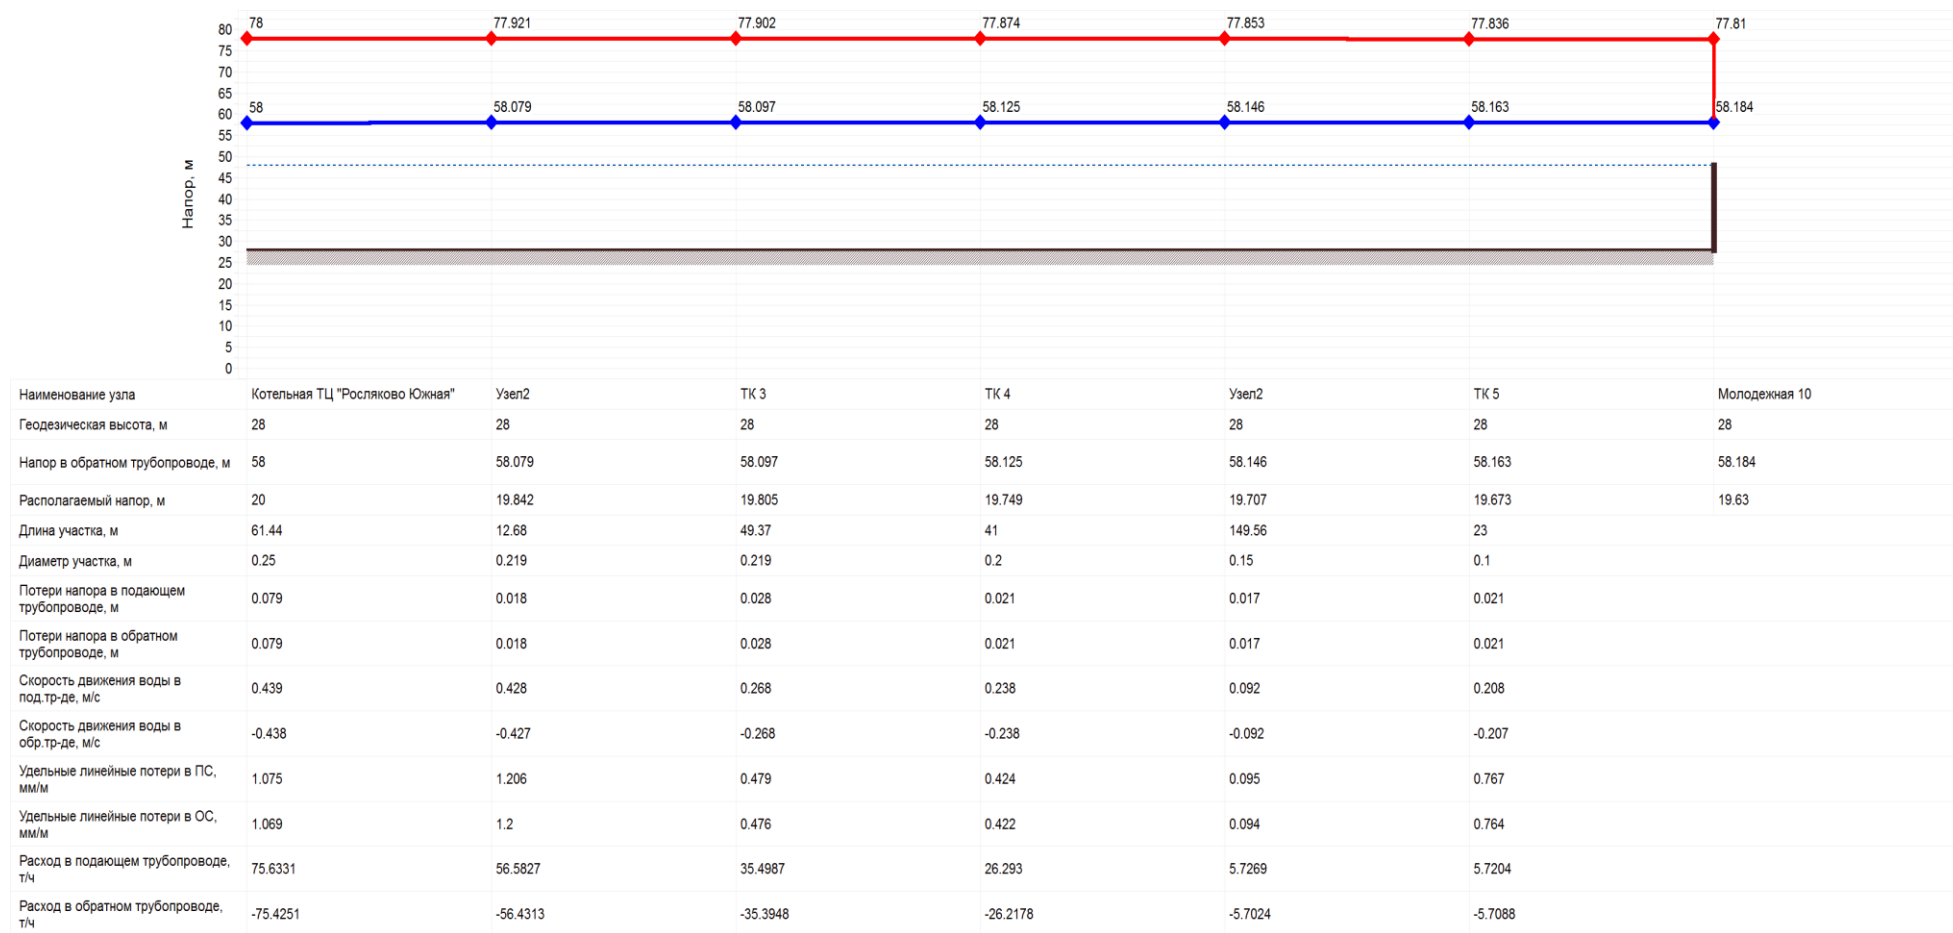 78 77.921 77.902 77.874 77.853 77.836 77.81
80
75
70
65
58 58.079 58.097 58.125 58.146 58.163 58.184
60
55
50
45
40
35
30
25
20
15
10
5
0
Напор, м
Наименование узла Котельная ТЦ "Росляково Южная" Узел2 ТК 3 ТК 4 Узел2 ТК 5 Молодежная 10
Геодезическая высота, м 28 28 28 28 28 28 28
Напор в обратном трубопроводе, м 58 58.079 58.097 58.125 58.146 58.163 58.184
Располагаемый напор, м 20 19.842 19.805 19.749 19.707 19.673 19.63
Длина участка, м 61.44 12.68 49.37 41 149.56 23
Диаметр участка, м 0.25 0.219 0.219 0.2 0.15 0.1
Потери напора в подающем
трубопроводе, м 0.079 0.018 0.028 0.021 0.017 0.021
Потери напора в обратном
трубопроводе, м 0.079 0.018 0.028 0.021 0.017 0.021
Скорость движения воды в
под.тр-де, м/с 0.439 0.428 0.268 0.238 0.092 0.208
Скорость движения воды в
обр.тр-де, м/с -0.438 -0.427 -0.268 -0.238 -0.092 -0.207
Удельные линейные потери в ПС,
мм/м 1.075 1.206 0.479 0.424 0.095 0.767
Удельные линейные потери в ОС,
мм/м 1.069 1.2 0.476 0.422 0.094 0.764
Расход в подающем трубопроводе,
т/ч 75.6331 56.5827 35.4987 26.293 5.7269 5.7204
Расход в обратном трубопроводе,
т/ч -75.4251 -56.4313 -35.3948 -26.2178 -5.7024 -5.7088